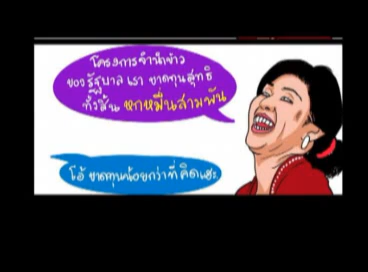 โครงการจำนำข้าว
ของรัฐบาล เรา ขาดทุนสุทธิ
ทั้งสิ้น หกหมื่นสามพัน
โอ้ ขาดทุนน้อยกว่าที่คิดแฮะ